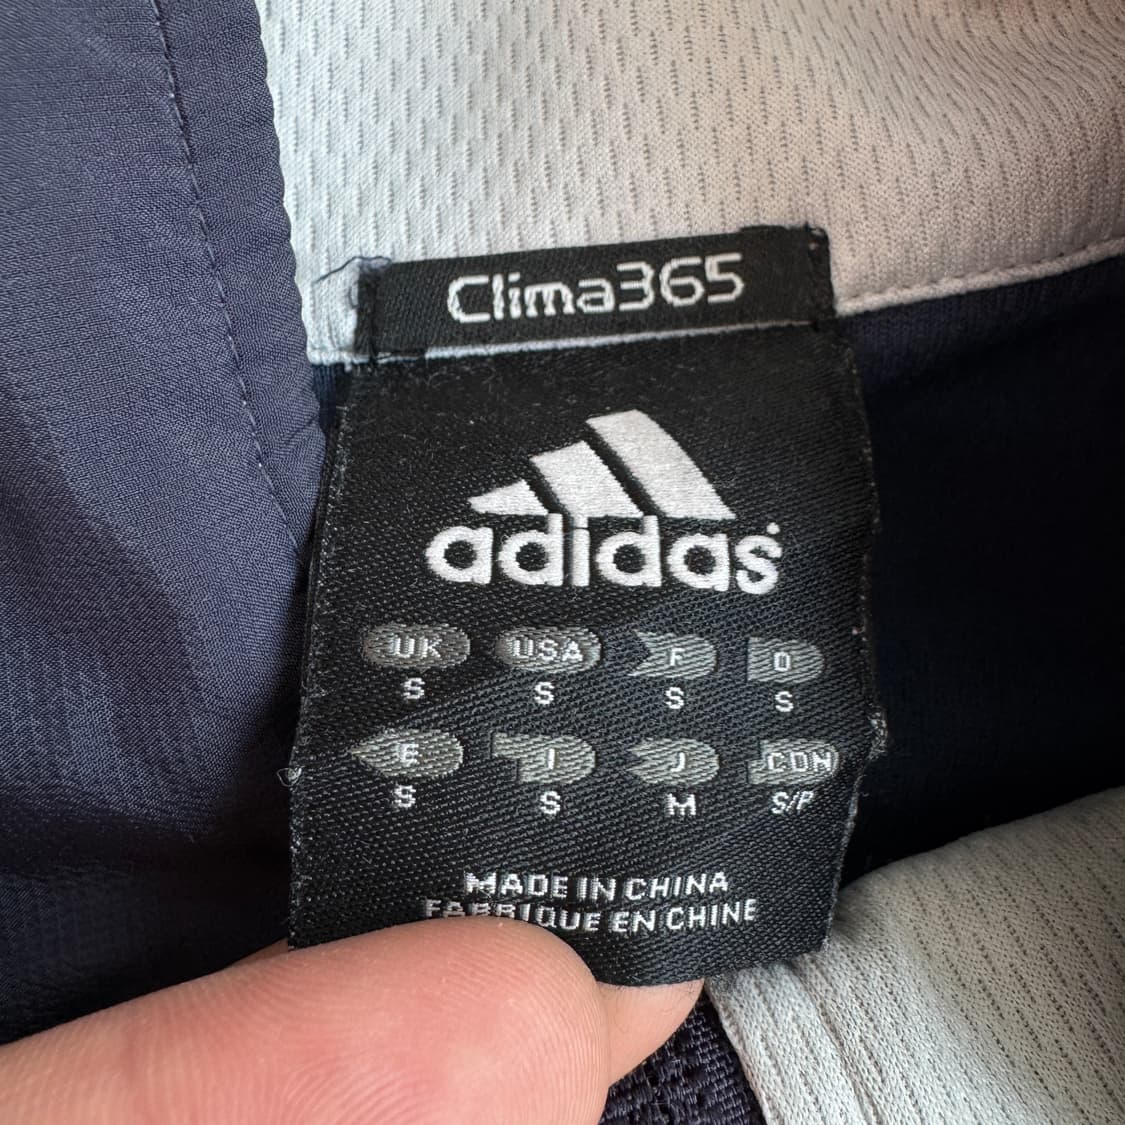 Clima365
adidas
UK USA F D
S S S S
E I J CDN
S S M S/P
MADE IN CHINA
FABRIQUE EN CHINE